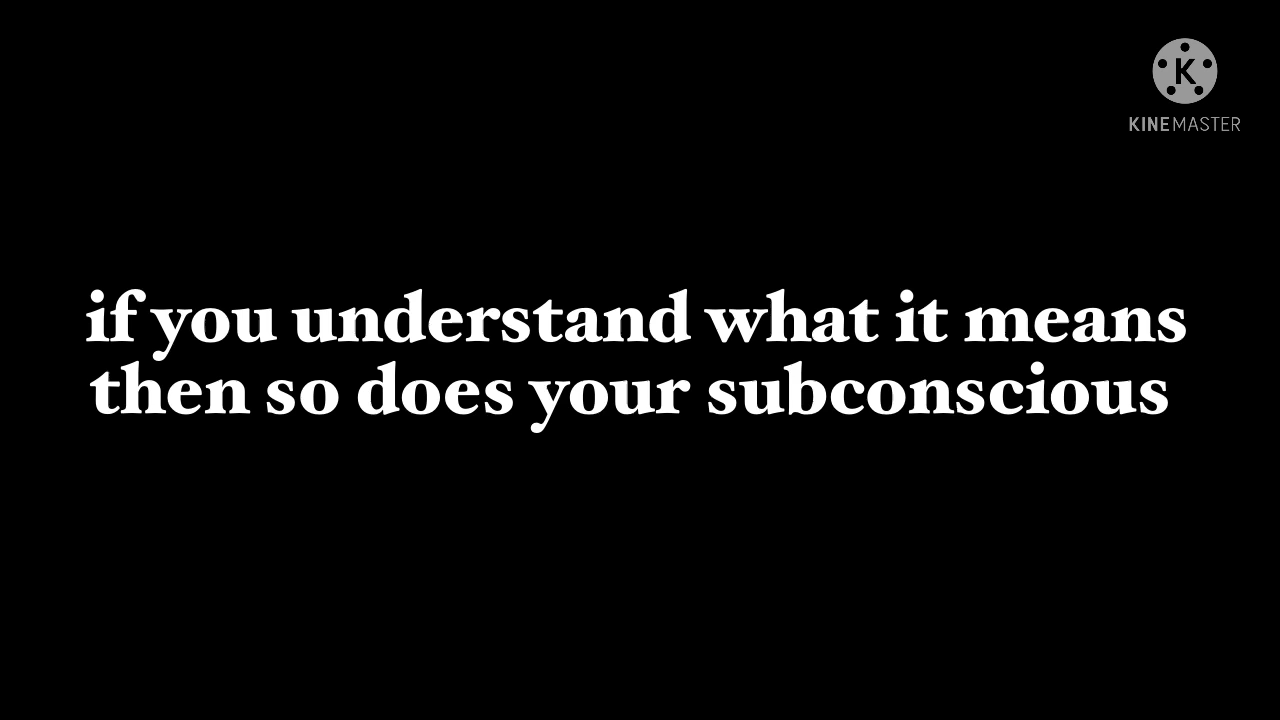 K
KINEMASTER
if you understand what it means
then so does your subconscious